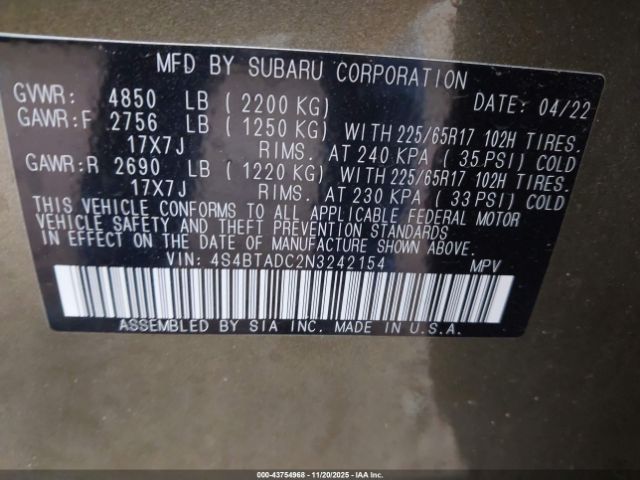 MFD BY SUBARU CORPORATION
GVWR: 4850 LB (2200 KG) DATE: 04/22
GAWR:F 2756 LB (1250 KG) WITH 225/65R17 102H TIRES.
17X7J RIMS. AT 240 KPA (35 PSI) COLD
GAWR:R 2690 LB (1220 KG) WITH 225/65R17 102H TIRES.
17X7J RIMS. AT 230 KPA (33 PSI) COLD
THIS VEHICLE CONFORMS TO ALL APPLICABLE FEDERAL MOTOR
VEHICLE SAFETY AND THEFT PREVENTION STANDARDS
IN EFFECT ON THE DATE OF MANUFACTURE SHOWN ABOVE.
VIN: 4S4BTADC2N3242154 MPV
ASSEMBLED BY SIA INC. MADE IN U.S.A.
000-43754968 - 11/20/2025 - IAA Inc.